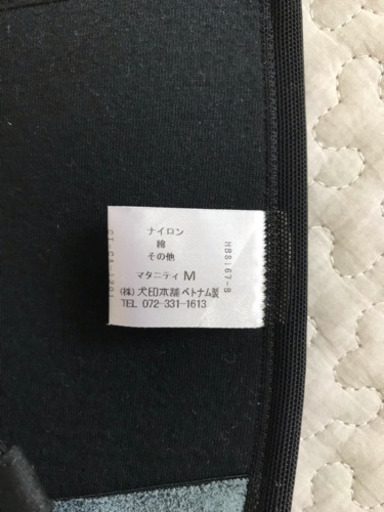 ナイロン
綿
その他
マタニティ M
(株)犬印本舗ベトナム製
TEL 072-331-1613
HB8167-B